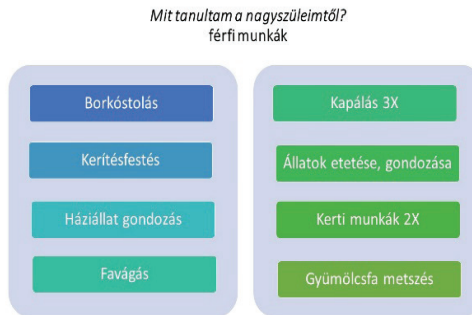 Mit tanultam a nagyszüleimtől?
férfi munkák
Borkóstolás
Kerítésfestés
Háziállat gondozás
Favágás
Kapálás 3X
Állatok etetése, gondozása
Kerti munkák 2X
Gyümölcsfa metszés